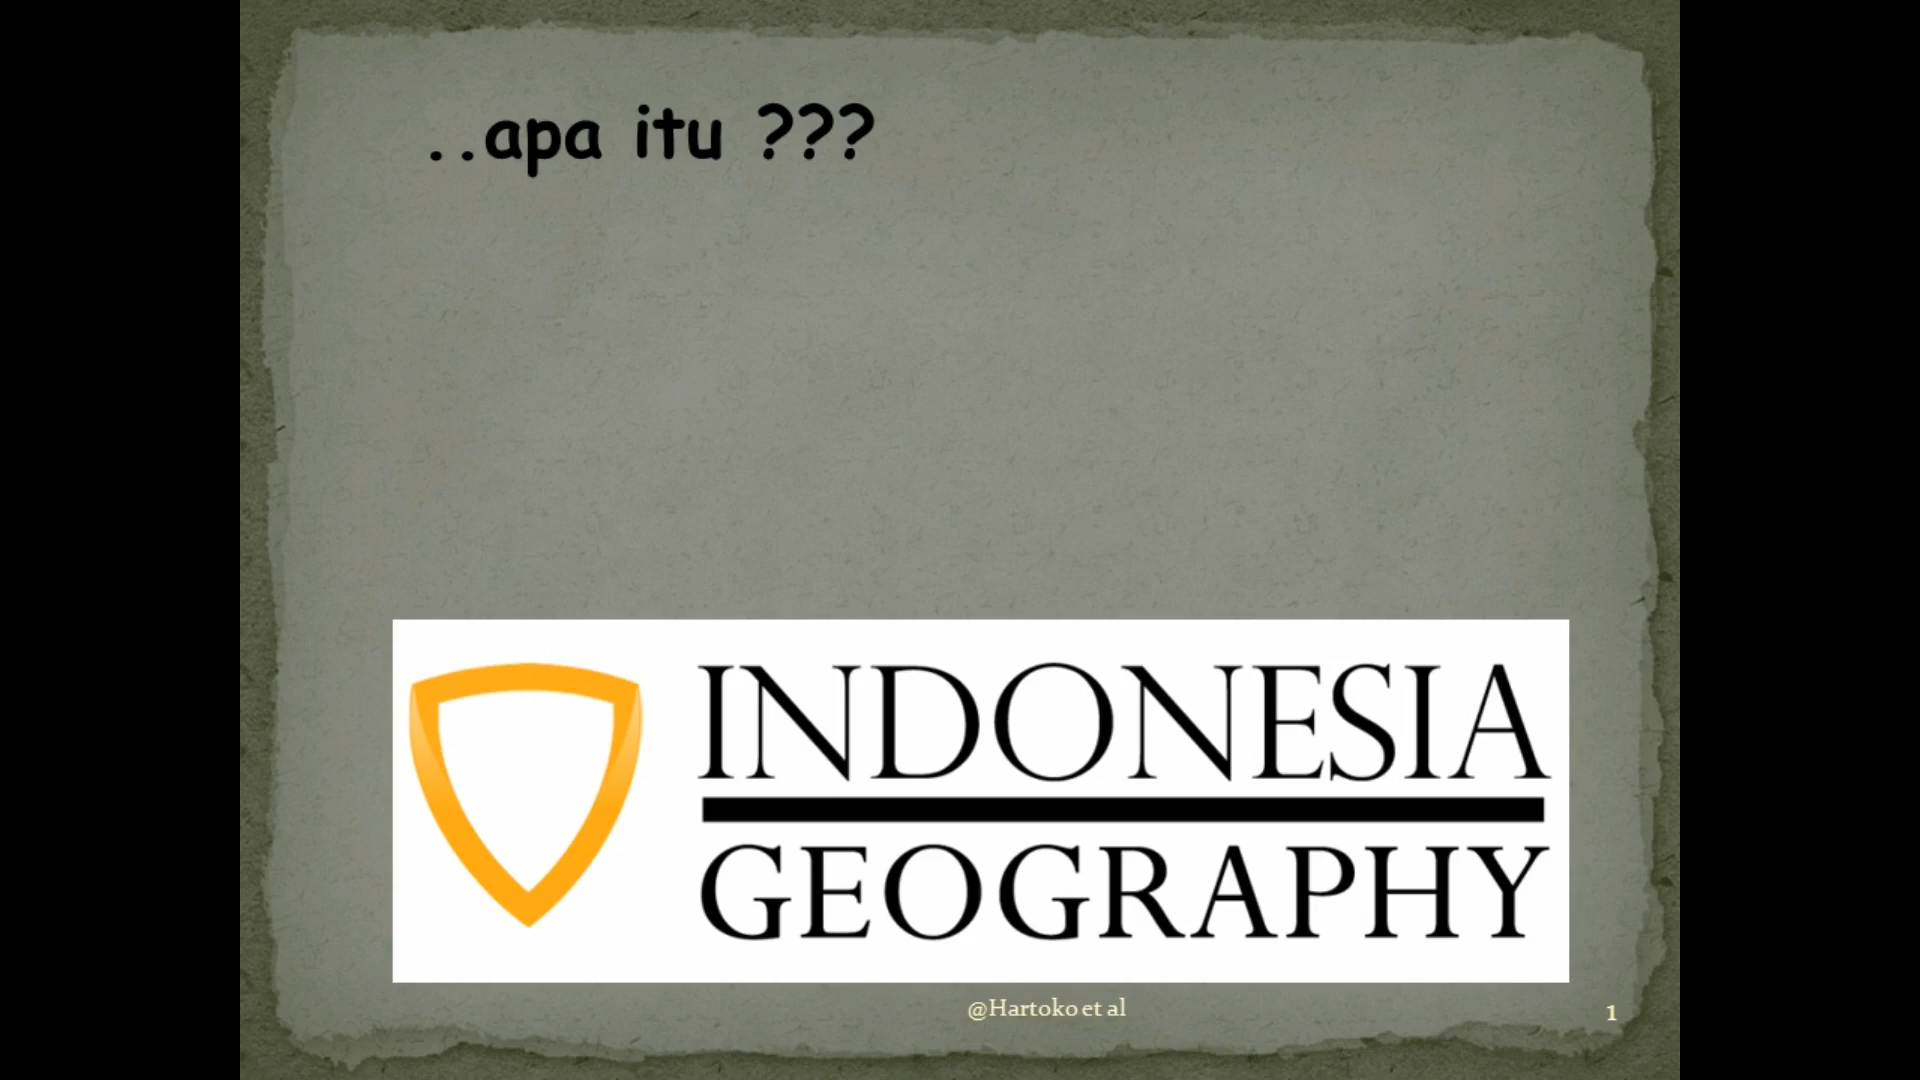 ..apa itu ???
INDONESIA
GEOGRAPHY
@Hartoko et al
1